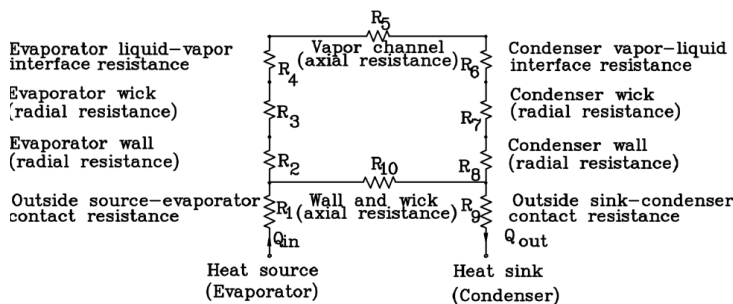 R5
Evaporator liquid–vapor
interface resistance
R4
Vapor channel
(axial resistance)
R6
Condenser vapor–liquid
interface resistance
Evaporator wick
(radial resistance)
R3
R7
Condenser wick
(radial resistance)
Evaporator wall
(radial resistance)
R2
R10
R8
Condenser wall
(radial resistance)
Outside source–evaporator
contact resistance
R1
Wall and wick
(axial resistance)
R9
Outside sink–condenser
contact resistance
Qin
Qout
Heat source
(Evaporator)
Heat sink
(Condenser)